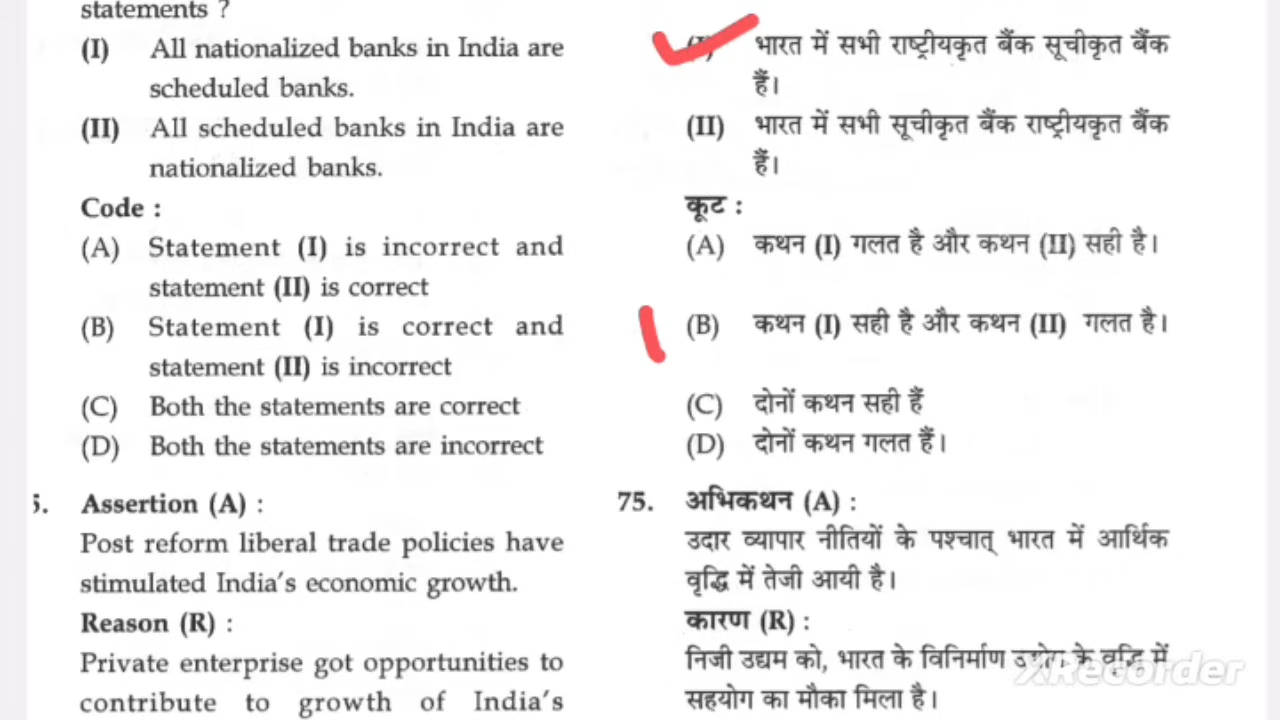 statements ?
(I) All nationalized banks in India are
scheduled banks.
(II) All scheduled banks in India are
nationalized banks.
Code :
(A) Statement (I) is incorrect and
statement (II) is correct
(B) Statement (I) is correct and
statement (II) is incorrect
(C) Both the statements are correct
(D) Both the statements are incorrect
5. Assertion (A) :
Post reform liberal trade policies have
stimulated India's economic growth.
Reason (R) :
Private enterprise got opportunities to
contribute to growth of India's
(I) भारत में सभी राष्ट्रीयकृत बैंक सूचीकृत बैंक
हैं।
(II) भारत में सभी सूचीकृत बैंक राष्ट्रीयकृत बैंक
हैं।
कूट :
(A) कथन (I) गलत है और कथन (II) सही है।
(B) कथन (I) सही है और कथन (II) गलत है।
(C) दोनों कथन सही हैं
(D) दोनों कथन गलत हैं।
75. अभिकथन (A) :
उदार व्यापार नीतियों के पश्चात् भारत में आर्थिक
वृद्धि में तेजी आयी है।
कारण (R) :
निजी उद्यम को, भारत के विनिर्माण उद्योग के वृद्धि में
सहयोग का मौका मिला है।
XRecorder